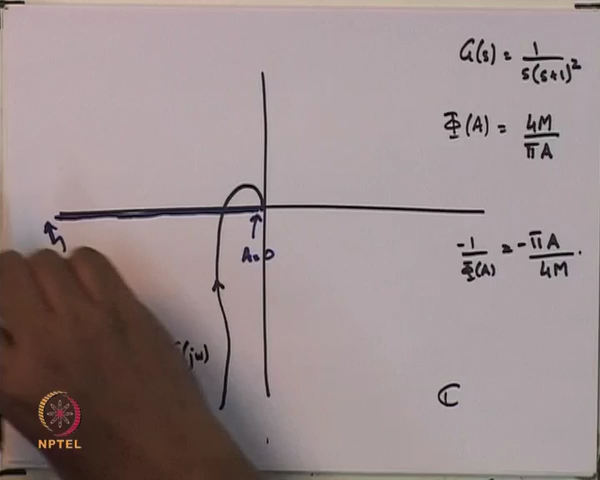 G(s) = 1/s(s+1)²
Φ(A) = 4M/πA
-1/Φ(A) = -πA/4M.
A=0
(jω)
ℂ
NPTEL